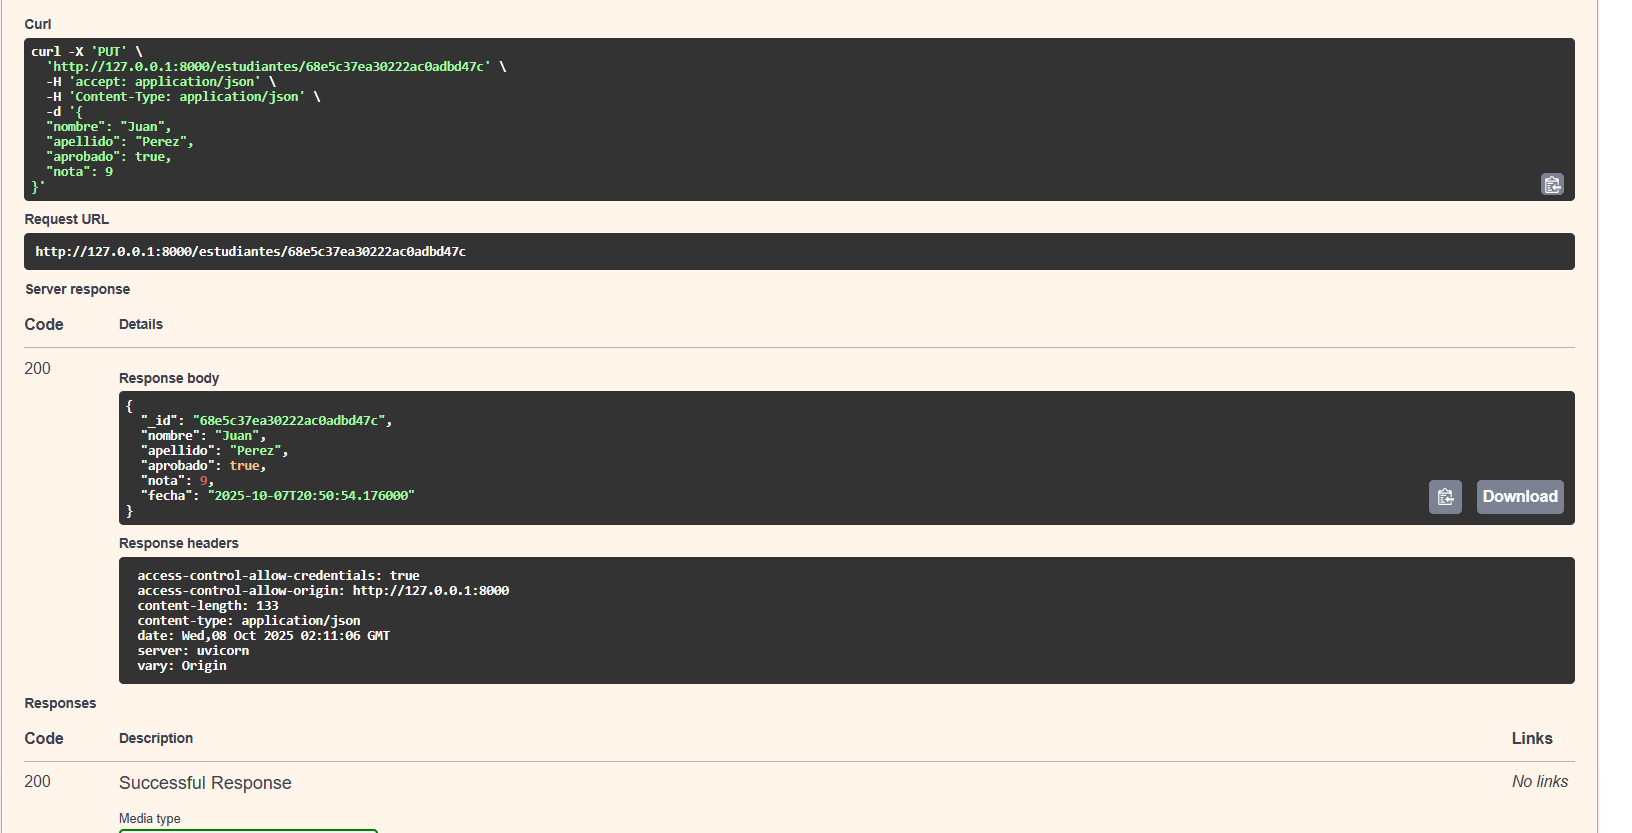 Curl
curl -X 'PUT' \
  'http://127.0.0.1:8000/estudiantes/68e5c37ea30222ac0adbd47c' \
  -H 'accept: application/json' \
  -H 'Content-Type: application/json' \
  -d '{
  "nombre": "Juan",
  "apellido": "Perez",
  "aprobado": true,
  "nota": 9
}'
Request URL
http://127.0.0.1:8000/estudiantes/68e5c37ea30222ac0adbd47c
Server response
Code Details
200
Response body
{
  "_id": "68e5c37ea30222ac0adbd47c",
  "nombre": "Juan",
  "apellido": "Perez",
  "aprobado": true,
  "nota": 9,
  "fecha": "2025-10-07T20:50:54.176000"
}
Download
Response headers
access-control-allow-credentials: true
access-control-allow-origin: http://127.0.0.1:8000
content-length: 133
content-type: application/json
date: Wed,08 Oct 2025 02:11:06 GMT
server: uvicorn
vary: Origin
Responses
Code Description Links
200 Successful Response No links
Media type